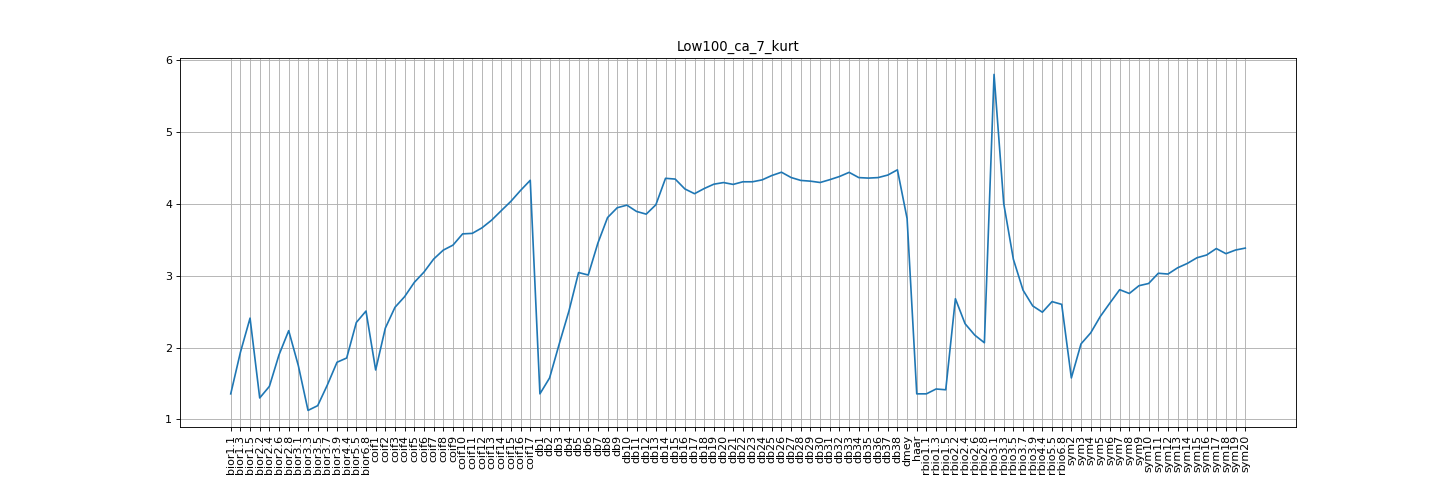 Low100_ca_7_kurt
6
5
4
3
2
1
bior1.1
bior1.3
bior1.5
bior2.2
bior2.4
bior2.6
bior2.8
bior3.1
bior3.3
bior3.5
bior3.7
bior3.9
bior4.4
bior5.5
bior6.8
coif1
coif2
coif3
coif4
coif5
coif6
coif7
coif8
coif9
coif10
coif11
coif12
coif13
coif14
coif15
coif16
coif17
db1
db2
db3
db4
db5
db6
db7
db8
db9
db10
db11
db12
db13
db14
db15
db16
db17
db18
db19
db20
db21
db22
db23
db24
db25
db26
db27
db28
db29
db30
db31
db32
db33
db34
db35
db36
db37
db38
dmey
haar
rbio1.1
rbio1.3
rbio1.5
rbio2.2
rbio2.4
rbio2.6
rbio2.8
rbio3.1
rbio3.3
rbio3.5
rbio3.7
rbio3.9
rbio4.4
rbio5.5
rbio6.8
sym2
sym3
sym4
sym5
sym6
sym7
sym8
sym9
sym10
sym11
sym12
sym13
sym14
sym15
sym16
sym17
sym18
sym19
sym20